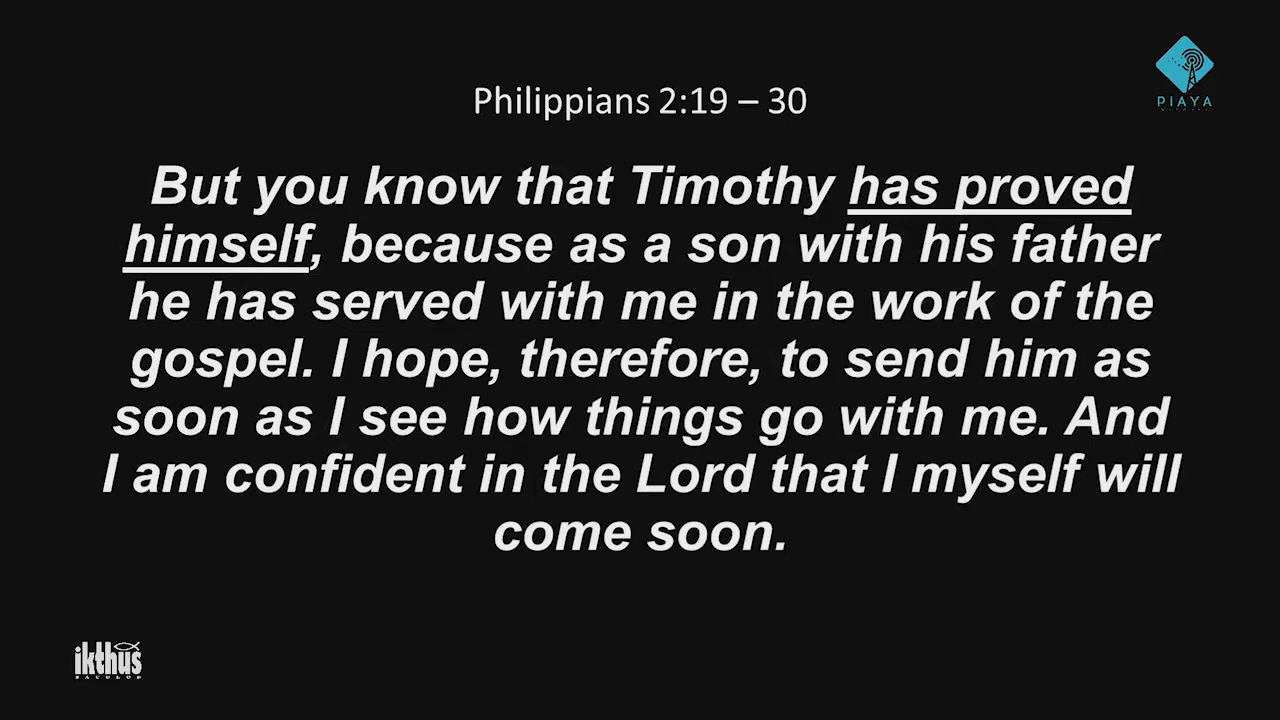 Philippians 2:19 – 30
PIAYA
But you know that Timothy has proved
himself, because as a son with his father
he has served with me in the work of the
gospel. I hope, therefore, to send him as
soon as I see how things go with me. And
I am confident in the Lord that I myself will
come soon.
ikthus
BACOLOD